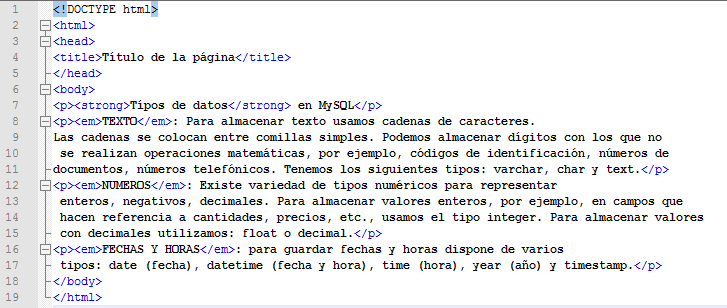 1 <!DOCTYPE html>
2 <html>
3 <head>
4 <title>Título de la página</title>
5 </head>
6 <body>
7 <p><strong>Tipos de datos</strong> en MySQL</p>
8 <p><em>TEXTO</em>: Para almacenar texto usamos cadenas de caracteres.
9 Las cadenas se colocan entre comillas simples. Podemos almacenar dígitos con los que no
10 se realizan operaciones matemáticas, por ejemplo, códigos de identificación, números de
11 documentos, números telefónicos. Tenemos los siguientes tipos: varchar, char y text.</p>
12 <p><em>NUMEROS</em>: Existe variedad de tipos numéricos para representar
13 enteros, negativos, decimales. Para almacenar valores enteros, por ejemplo, en campos que
14 hacen referencia a cantidades, precios, etc., usamos el tipo integer. Para almacenar valores
15 con decimales utilizamos: float o decimal.</p>
16 <p><em>FECHAS Y HORAS</em>: para guardar fechas y horas dispone de varios
17 tipos: date (fecha), datetime (fecha y hora), time (hora), year (año) y timestamp.</p>
18 </body>
19 </html>